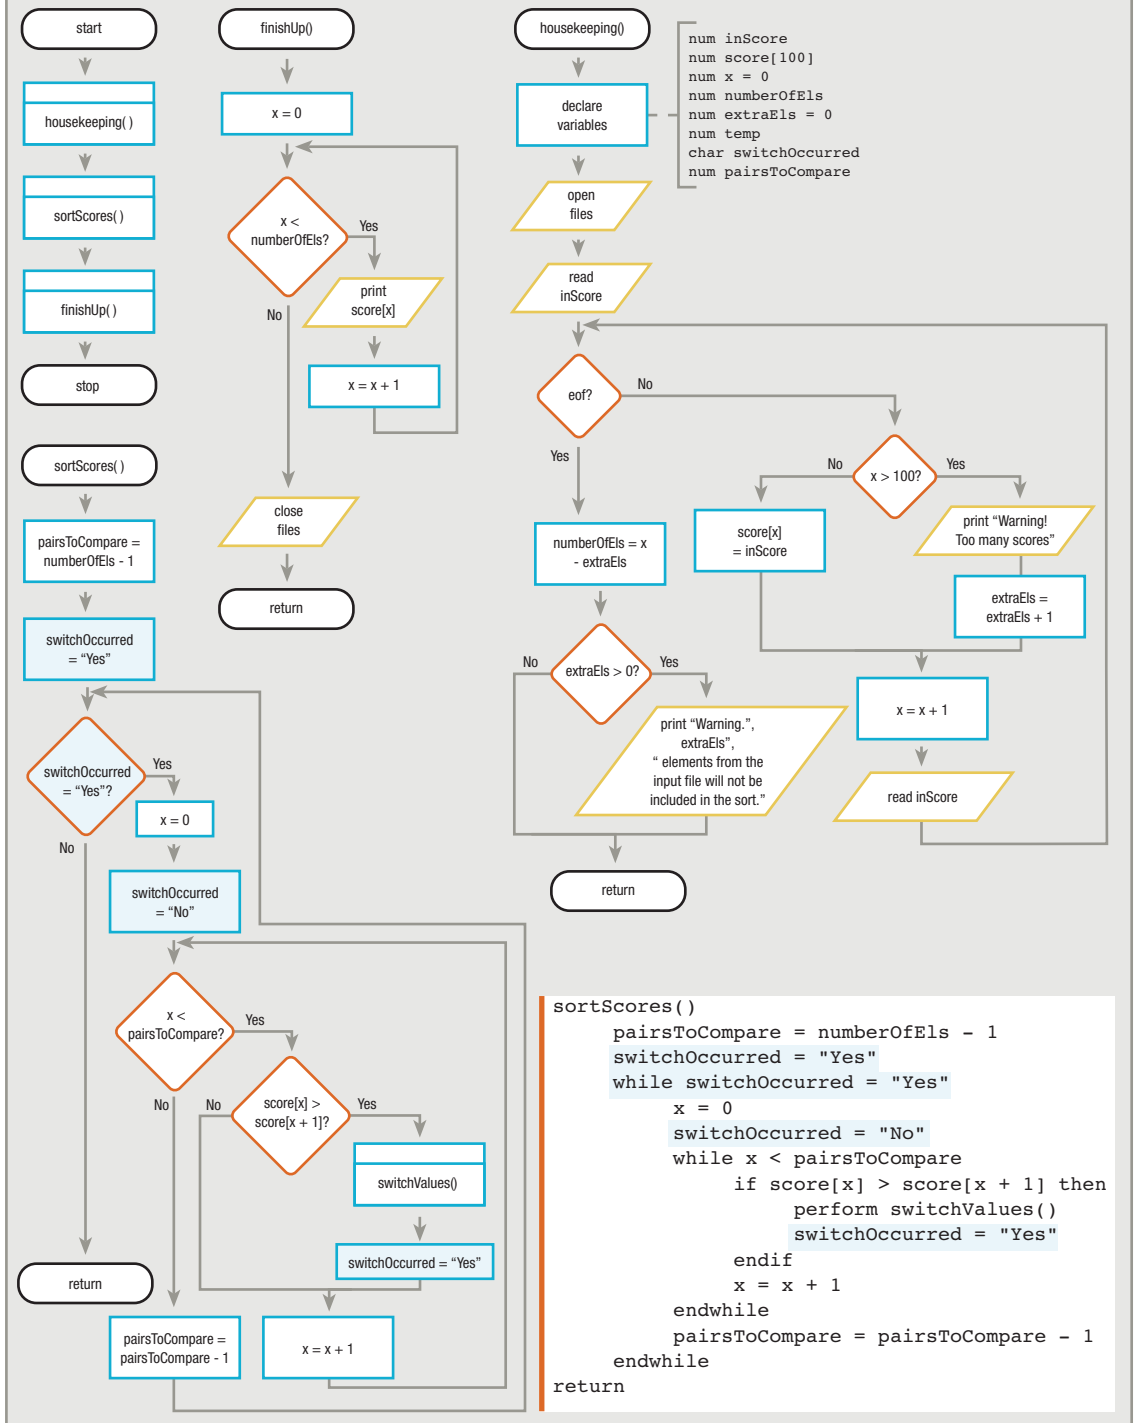 start
housekeeping( )
sortScores( )
finishUp( )
stop
finishUp()
x = 0
x <
numberOfEls?
Yes
No
print
score[x]
x = x + 1
close
files
return
housekeeping()
declare
variables
num inScore
num score[100]
num x = 0
num numberOfEls
num extraEls = 0
num temp
char switchOccurred
num pairsToCompare
open
files
read
inScore
eof?
No
Yes
x > 100?
No
Yes
score[x]
= inScore
print “Warning!
Too many scores”
extraEls =
extraEls + 1
x = x + 1
read inScore
numberOfEls = x
- extraEls
extraEls > 0?
No
Yes
print “Warning.”,
extraEls”,
“ elements from the
input file will not be
included in the sort.”
return
sortScores( )
pairsToCompare =
numberOfEls - 1
switchOccurred
= “Yes”
switchOccurred
= “Yes”?
Yes
No
x = 0
switchOccurred
= “No”
x <
pairsToCompare?
Yes
No
score[x] >
score[x + 1]?
No
Yes
switchValues()
switchOccurred = “Yes”
x = x + 1
pairsToCompare =
pairsToCompare - 1
return
sortScores()
pairsToCompare = numberOfEls - 1
switchOccurred = "Yes"
while switchOccurred = "Yes"
x = 0
switchOccurred = "No"
while x < pairsToCompare
if score[x] > score[x + 1] then
perform switchValues()
switchOccurred = "Yes"
endif
x = x + 1
endwhile
pairsToCompare = pairsToCompare - 1
endwhile
return